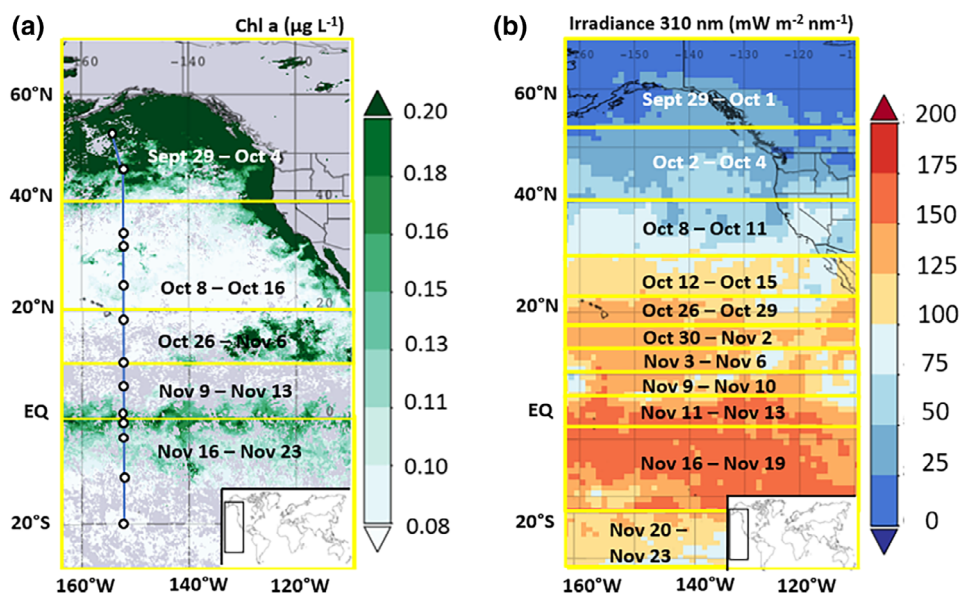 (a)
Chl a (µg L-1)
-160
-140
-120
60°N
40°N
20°N
EQ
20°S
Sept 29 – Oct 4
40
Oct 8 – Oct 16
20
Oct 26 – Nov 6
Nov 9 – Nov 13
0
Nov 16 – Nov 23
160°W
140°W
120°W
0.20
0.18
0.16
0.15
0.13
0.11
0.10
0.08
(b)
Irradiance 310 nm (mW m-2 nm-1)
-160
-140
-120
60°N
40°N
20°N
EQ
20°S
Sept 29 – Oct 1
Oct 2 – Oct 4
Oct 8 – Oct 11
Oct 12 – Oct 15
Oct 26 – Oct 29
Oct 30 – Nov 2
Nov 3 – Nov 6
Nov 9 – Nov 10
Nov 11 – Nov 13
Nov 16 – Nov 19
Nov 20 –
Nov 23
160°W
140°W
120°W
200
175
150
125
100
75
50
25
0